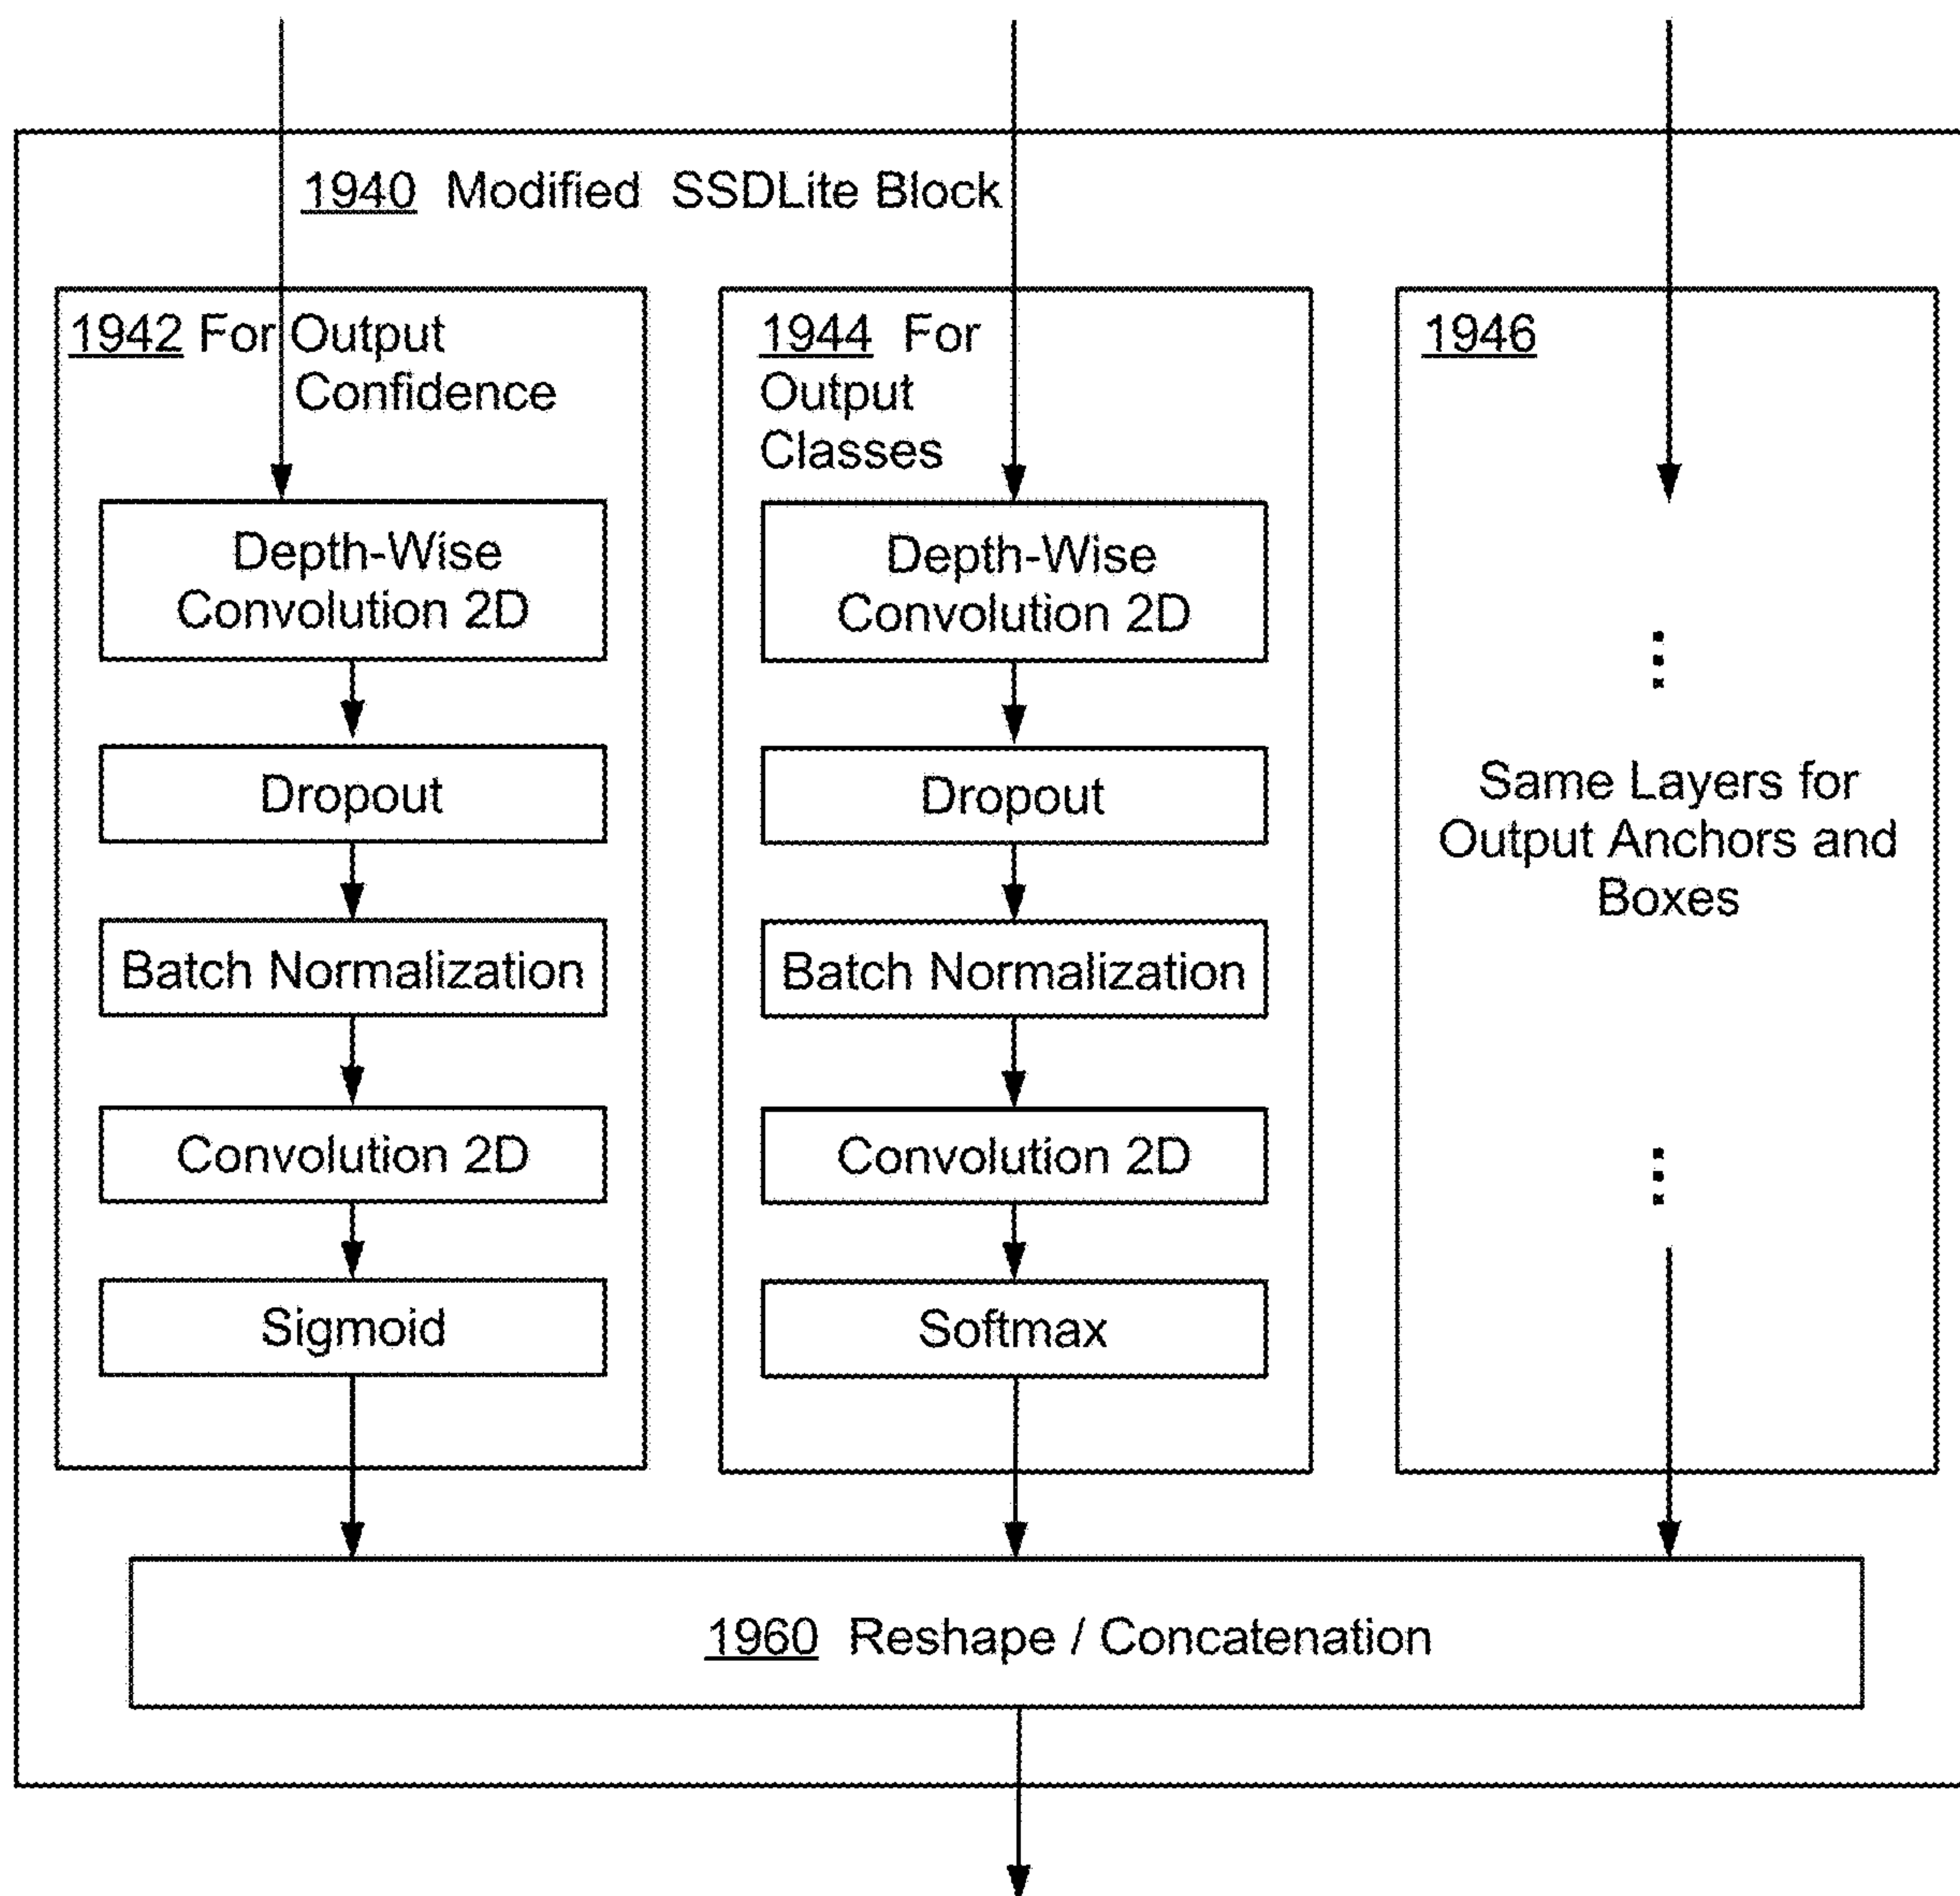 1940 Modified SSDLite Block
1942 For Output
Confidence
Depth-Wise
Convolution 2D
Dropout
Batch Normalization
Convolution 2D
Sigmoid
1944 For
Output
Classes
Depth-Wise
Convolution 2D
Dropout
Batch Normalization
Convolution 2D
Softmax
1946
Same Layers for
Output Anchors and
Boxes
1960 Reshape / Concatenation